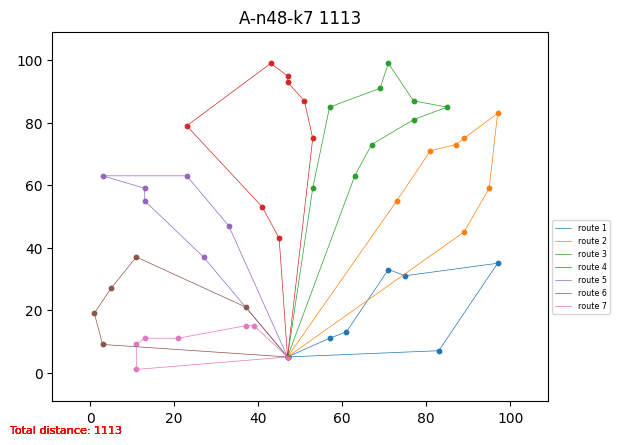 A-n48-k7 1113
100
80
60
40
20
0
0 20 40 60 80 100
route 1
route 2
route 3
route 4
route 5
route 6
route 7
Total distance: 1113